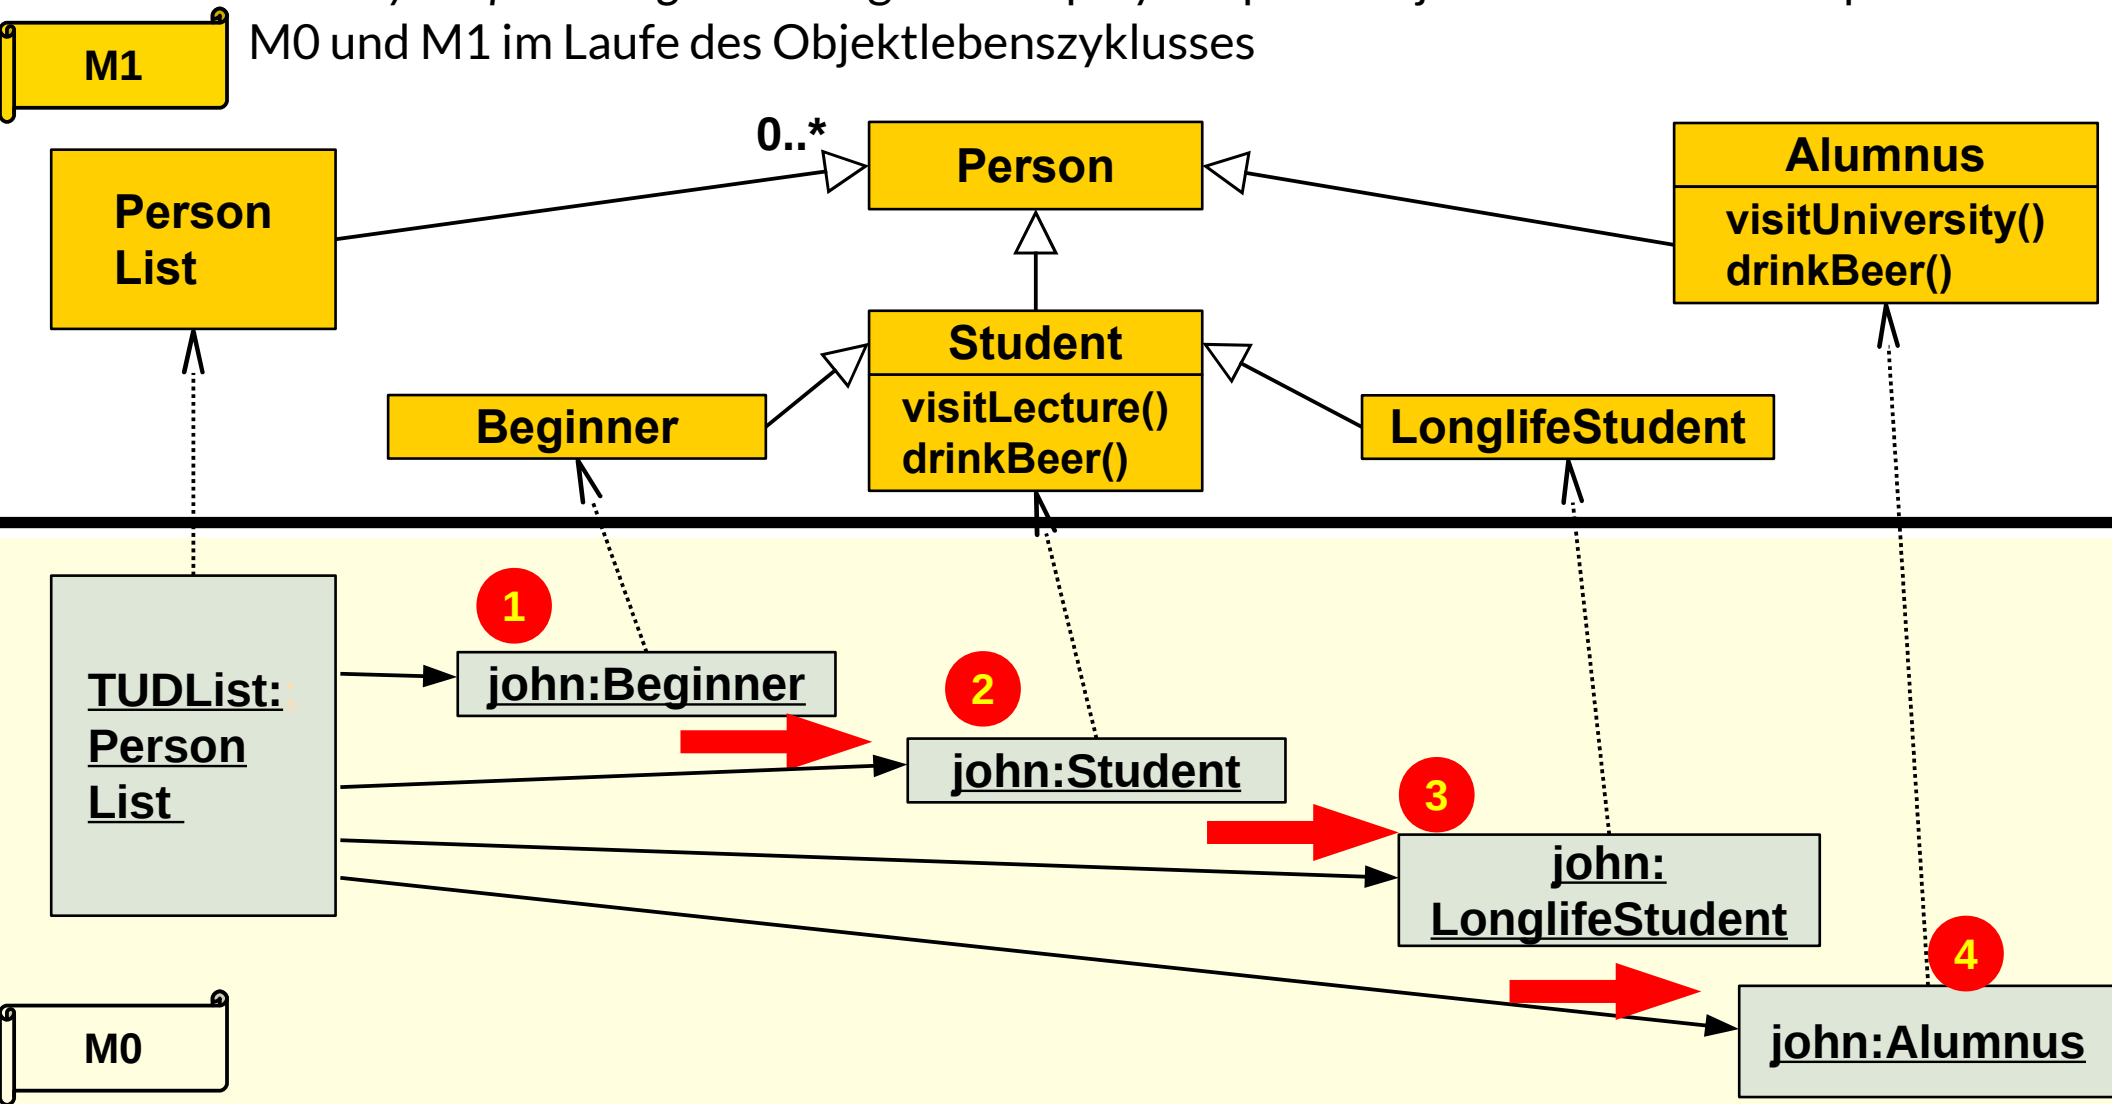 M0 und M1 im Laufe des Objektlebenszyklusses
M1
0..*
Person
List
Person
Alumnus
visitUniversity()
drinkBeer()
Student
visitLecture()
drinkBeer()
Beginner
LonglifeStudent
1
TUDList:
Person
List
john:Beginner
2
john:Student
3
john:
LonglifeStudent
4
john:Alumnus
M0